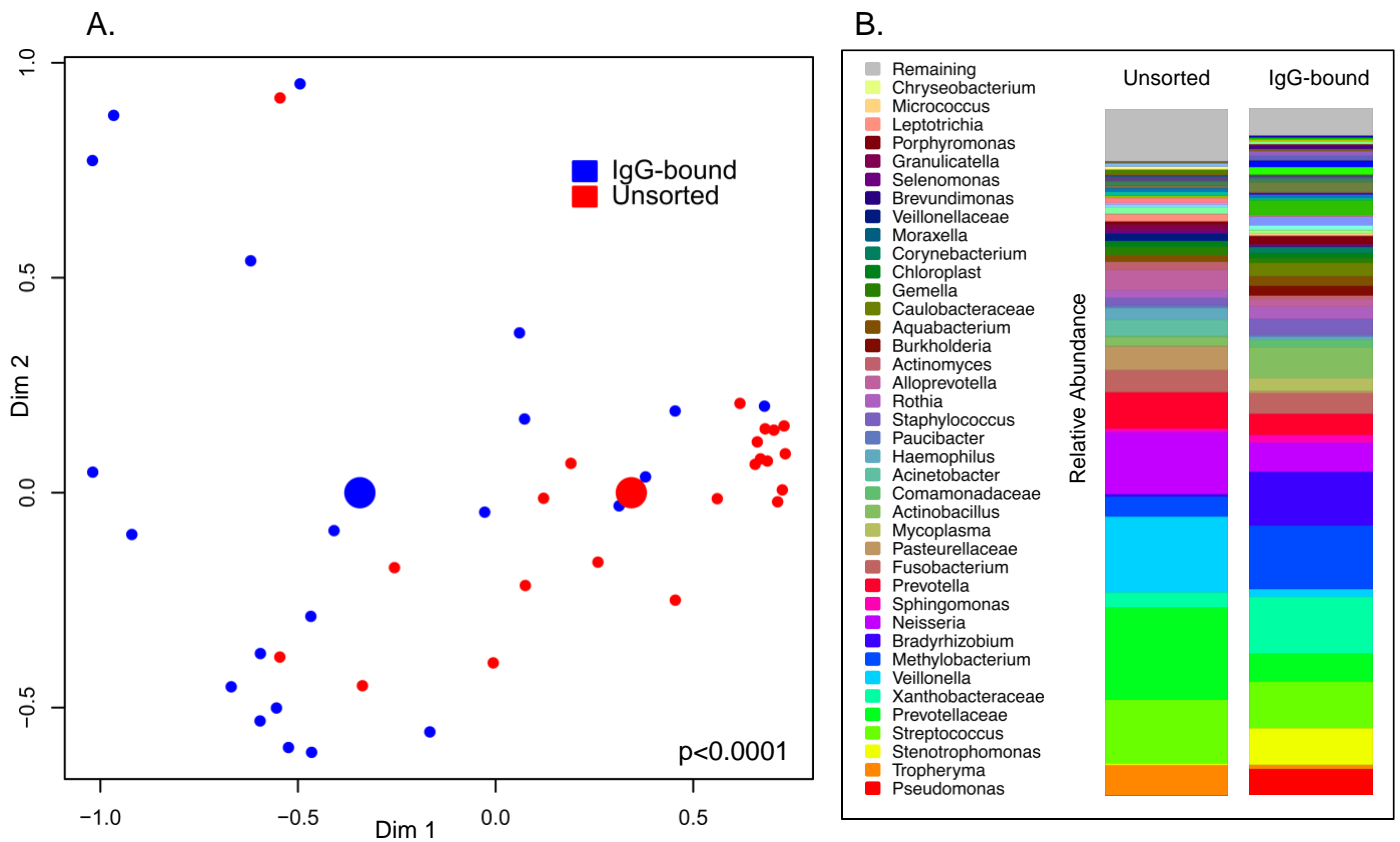 A.
1.0
0.5
0.0
−0.5
Dim 2
IgG-bound
Unsorted
p<0.0001
−1.0
−0.5
0.0
0.5
Dim 1
B.
Unsorted
IgG-bound
Relative Abundance
Remaining
Chryseobacterium
Micrococcus
Leptotrichia
Porphyromonas
Granulicatella
Selenomonas
Brevundimonas
Veillonellaceae
Moraxella
Corynebacterium
Chloroplast
Gemella
Caulobacteraceae
Aquabacterium
Burkholderia
Actinomyces
Alloprevotella
Rothia
Staphylococcus
Paucibacter
Haemophilus
Acinetobacter
Comamonadaceae
Actinobacillus
Mycoplasma
Pasteurellaceae
Fusobacterium
Prevotella
Sphingomonas
Neisseria
Bradyrhizobium
Methylobacterium
Veillonella
Xanthobacteraceae
Prevotellaceae
Streptococcus
Stenotrophomonas
Tropheryma
Pseudomonas